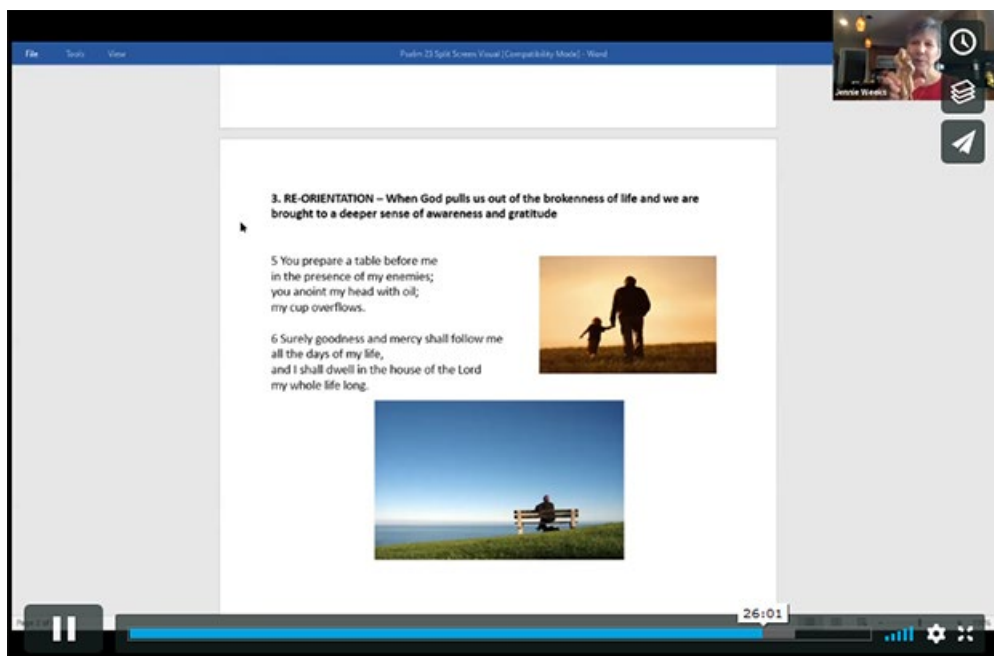 File Tools View Psalm 23 Split Screen Visual [Compatibility Mode] - Word
Jennie Weeks
3. RE-ORIENTATION – When God pulls us out of the brokenness of life and we are
brought to a deeper sense of awareness and gratitude
5 You prepare a table before me
in the presence of my enemies;
you anoint my head with oil;
my cup overflows.
6 Surely goodness and mercy shall follow me
all the days of my life,
and I shall dwell in the house of the Lord
my whole life long.
26:01